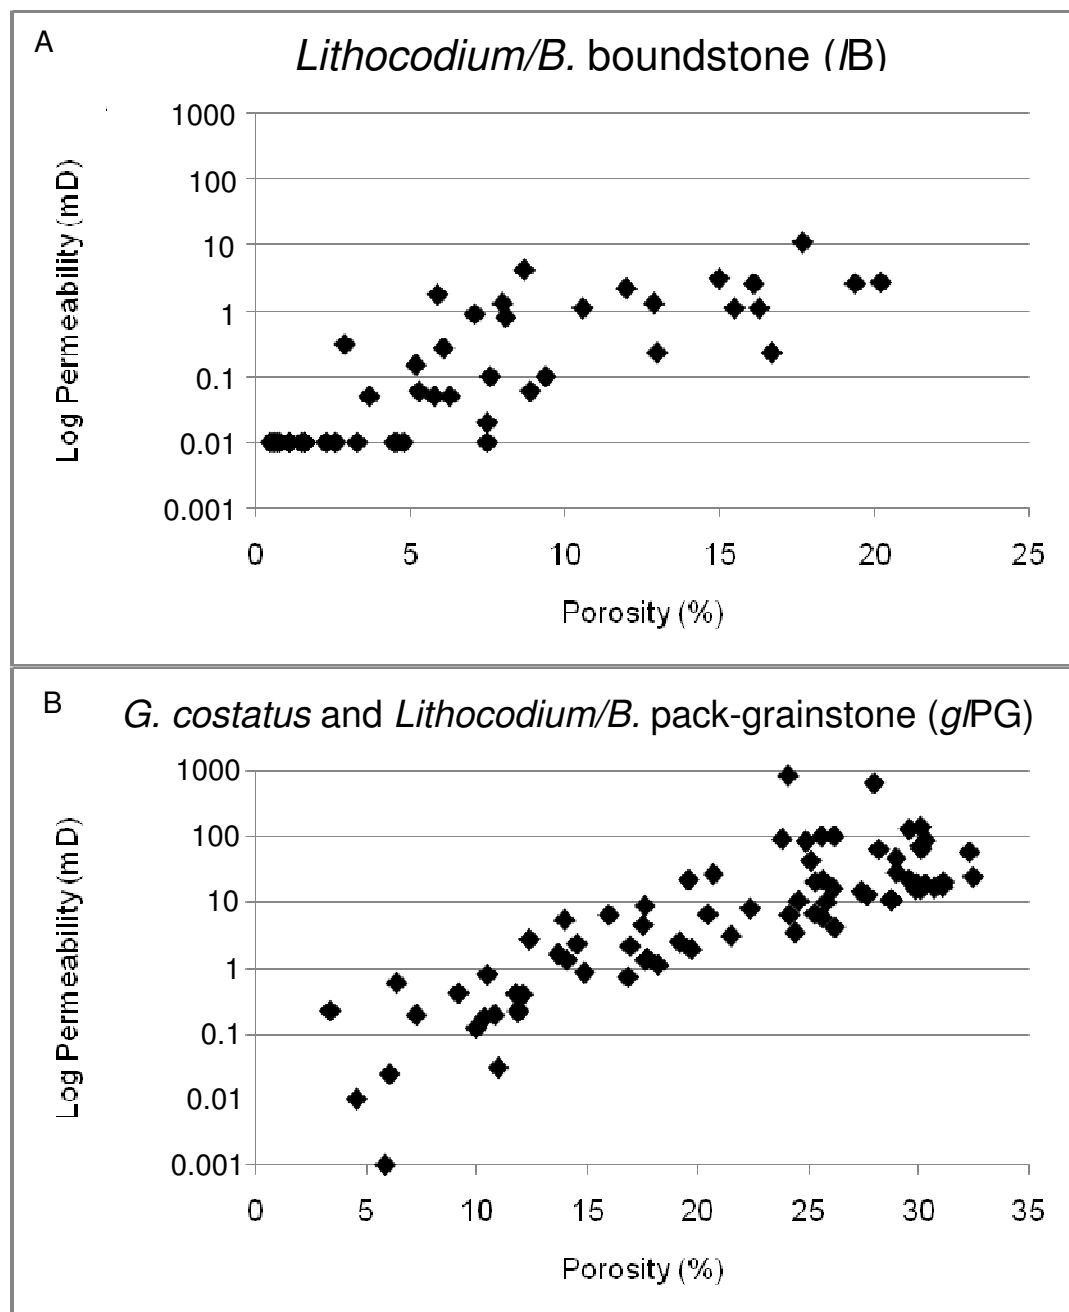 A
Lithocodium/B. boundstone (lB)
1000
100
10
1
0.1
0.01
0.001
Log Permeability (mD)
0 5 10 15 20 25
Porosity (%)
B
G. costatus and Lithocodium/B. pack-grainstone (glPG)
1000
100
10
1
0.1
0.01
0.001
Log Permeability (mD)
0 5 10 15 20 25 30 35
Porosity (%)